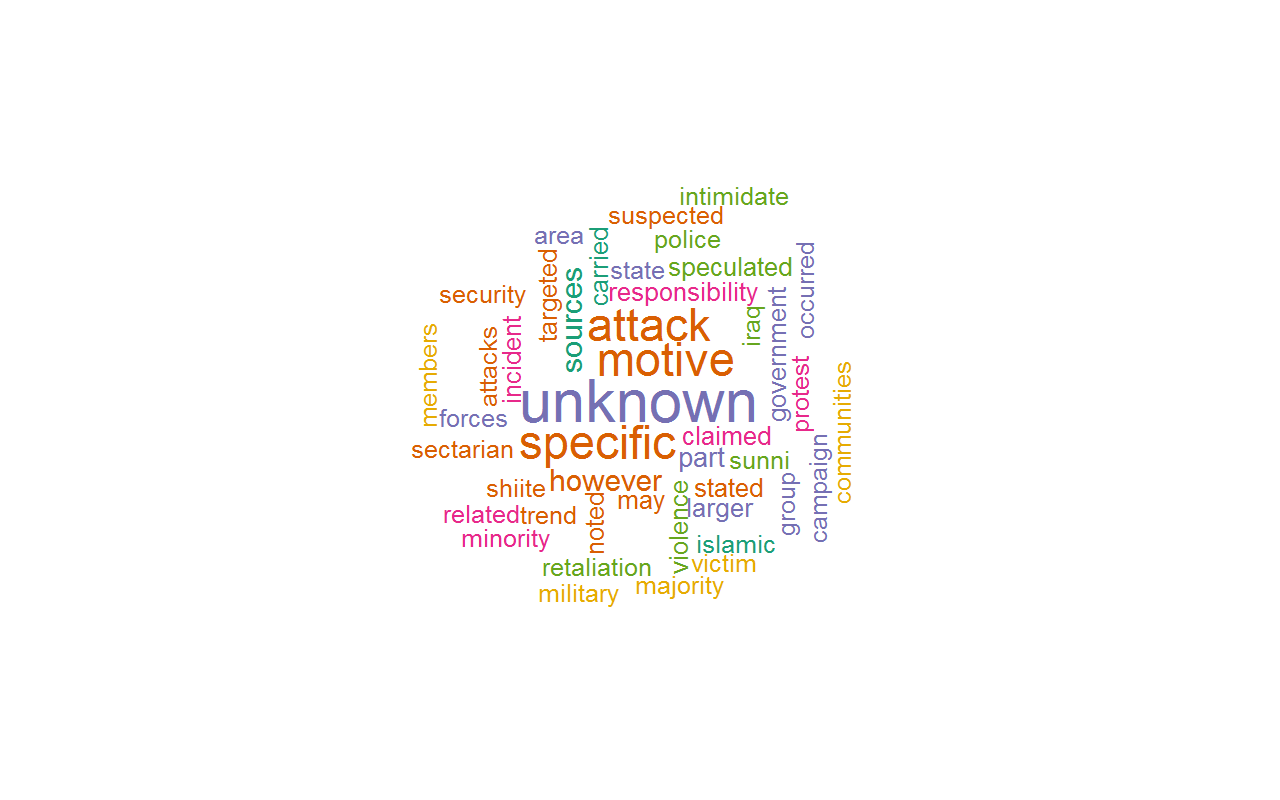 intimidate
suspected
area
carried
police
targeted
sources
state
speculated
occurred
security
responsibility
government
members
attacks
incident
attack
iraq
motive
protest
communities
unknown
forces
sectarian
specific
claimed
part
sunni
campaign
shiite
however
may
violence
stated
larger
group
related
trend
noted
minority
islamic
retaliation
victim
military
majority